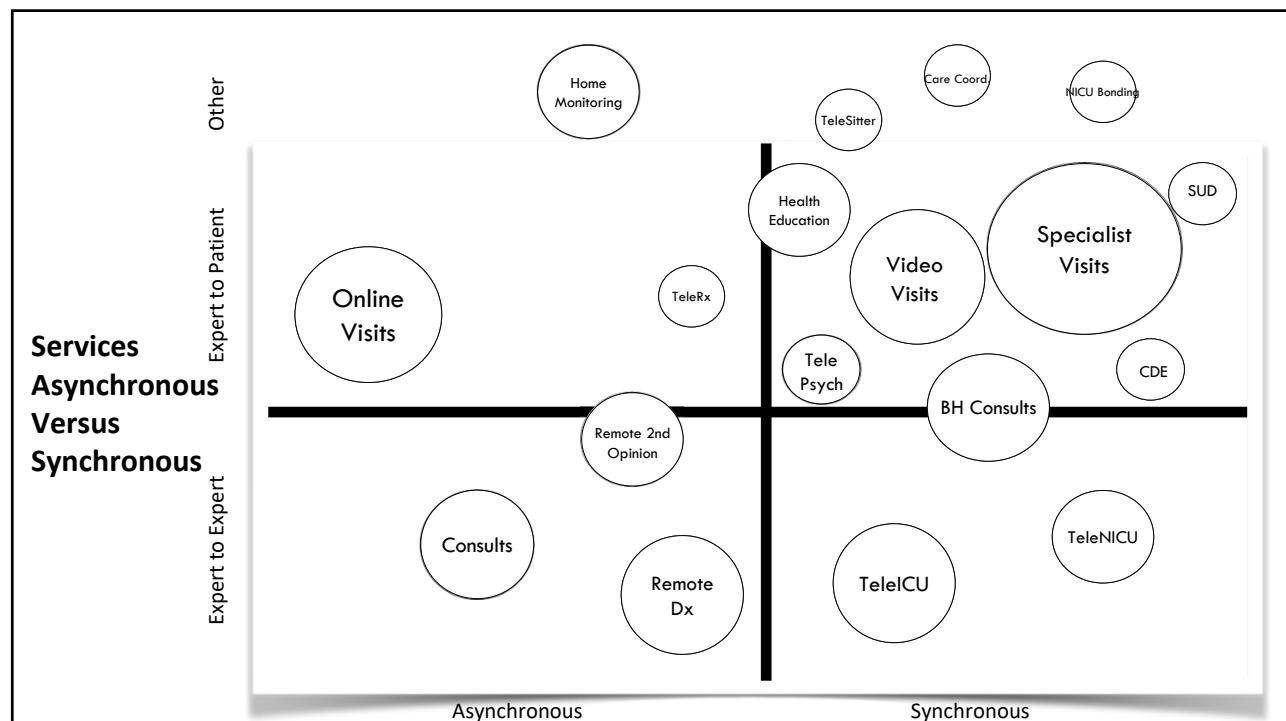 Other
Home
Monitoring
Care Coord.
NICU Bonding
TeleSitter
Expert to Patient
Health
Education
SUD
Specialist
Visits
Video
Visits
Online
Visits
TeleRx
Services
Asynchronous
Versus
Synchronous
Tele
Psych
CDE
BH Consults
Remote 2nd
Opinion
Expert to Expert
Consults
Remote
Dx
TeleICU
TeleNICU
Asynchronous
Synchronous